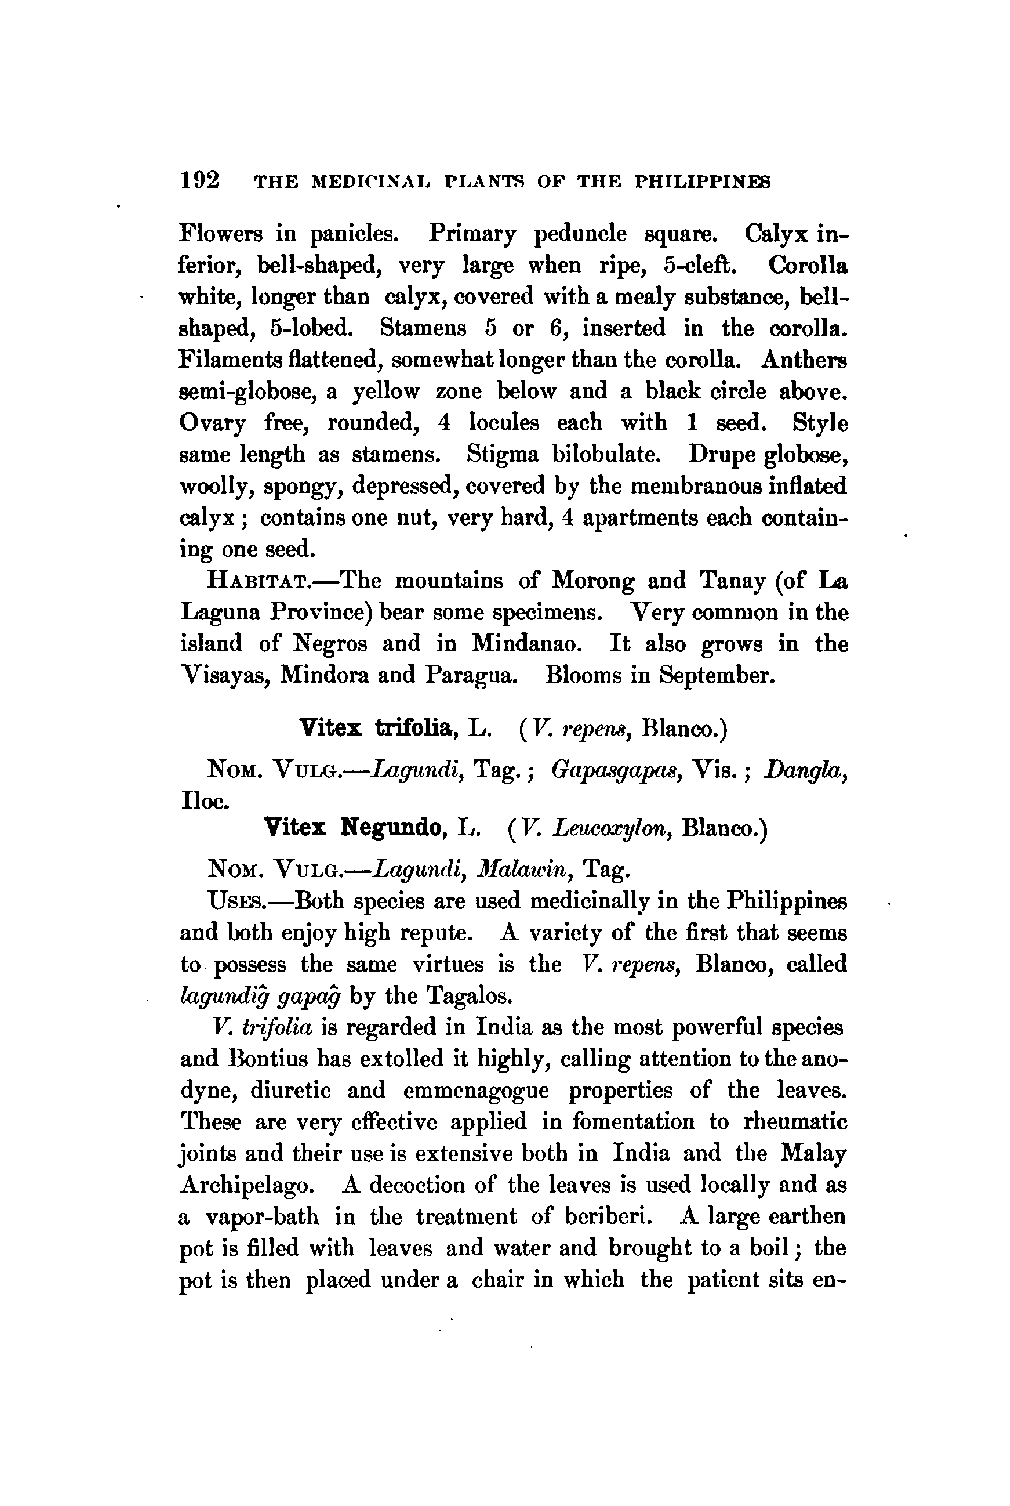 192 THE MEDICINAL PLANTS OF THE PHILIPPINES
Flowers in panicles. Primary peduncle square. Calyx in-
ferior, bell-shaped, very large when ripe, 5-cleft. Corolla
white, longer than calyx, covered with a mealy substance, bell-
shaped, 5-lobed. Stamens 5 or 6, inserted in the corolla.
Filaments flattened, somewhat longer than the corolla. Anthers
semi-globose, a yellow zone below and a black circle above.
Ovary free, rounded, 4 locules each with 1 seed. Style
same length as stamens. Stigma bilobulate. Drupe globose,
woolly, spongy, depressed, covered by the membranous inflated
calyx ; contains one nut, very hard, 4 apartments each contain-
ing one seed.
HABITAT.—The mountains of Morong and Tanay (of La
Laguna Province) bear some specimens. Very common in the
island of Negros and in Mindanao. It also grows in the
Visayas, Mindora and Paragua. Blooms in September.
Vitex trifolia, L. (V. repens, Blanco.)
NOM. VULG.—Lagundi, Tag. ; Gapasgapas, Vis. ; Dangla,
Iloc.
Vitex Negundo, L. (V. Leucoxylon, Blanco.)
NOM. VULG.—Lagundi, Malawin, Tag.
USES.—Both species are used medicinally in the Philippines
and both enjoy high repute. A variety of the first that seems
to possess the same virtues is the V. repens, Blanco, called
lagundiĝ gapaĝ by the Tagalos.
V. trifolia is regarded in India as the most powerful species
and Bontius has extolled it highly, calling attention to the ano-
dyne, diuretic and emmenagogue properties of the leaves.
These are very effective applied in fomentation to rheumatic
joints and their use is extensive both in India and the Malay
Archipelago. A decoction of the leaves is used locally and as
a vapor-bath in the treatment of beriberi. A large earthen
pot is filled with leaves and water and brought to a boil ; the
pot is then placed under a chair in which the patient sits en-